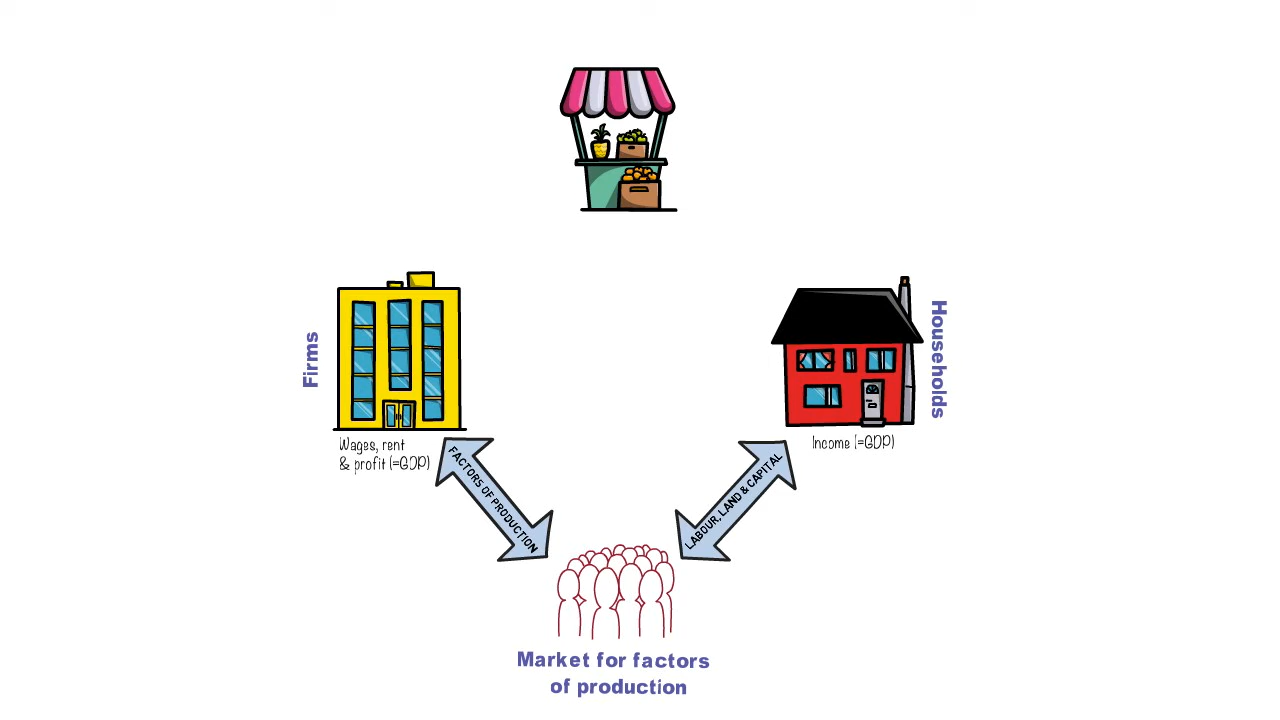 Firms
Households
Wages, rent
& profit (=GDP)
Income (=GDP)
FACTORS OF PRODUCTION
LABOUR, LAND & CAPITAL
Market for factors
of production